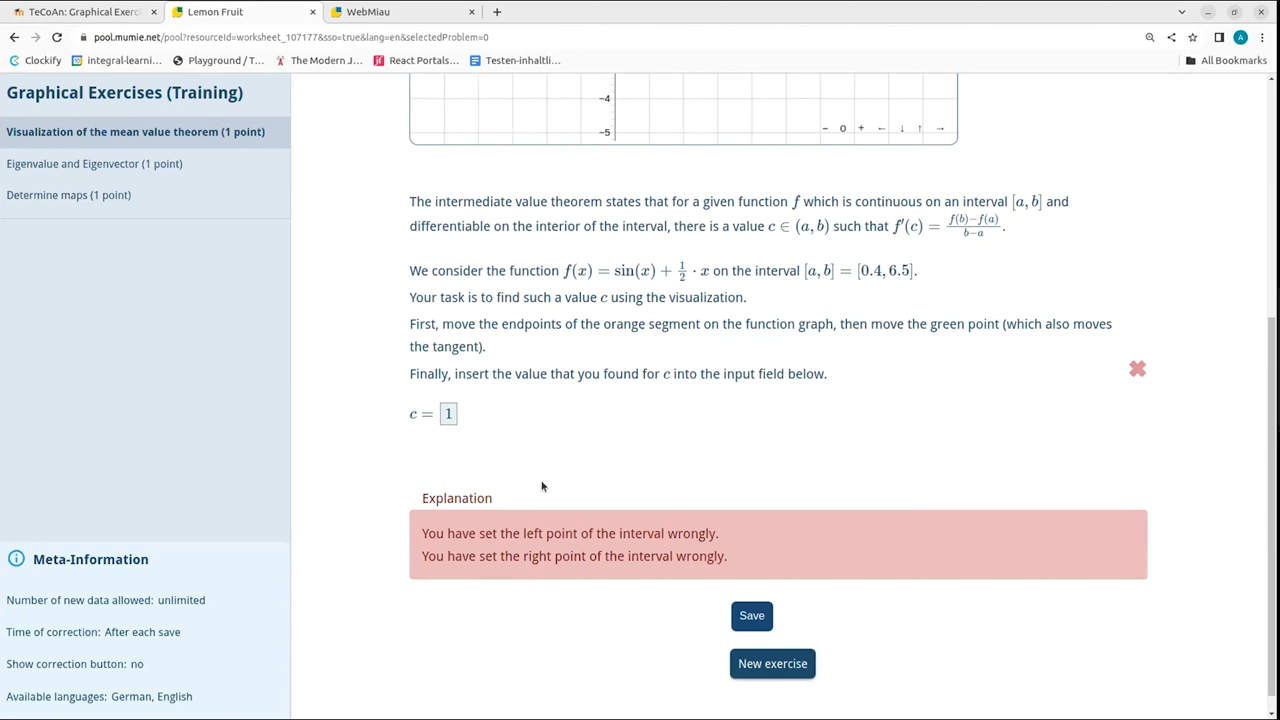 TeCoAn: Graphical Exerc
Lemon Fruit
WebMiau
pool.mumie.net/pool?resourceId=worksheet_107177&sso=true&lang=en&selectedProblem=0
A
Clockify
integral-learni...
Playground / T...
The Modern J...
React Portals...
Testen-inhaltli...
All Bookmarks
Graphical Exercises (Training)
Visualization of the mean value theorem (1 point)
Eigenvalue and Eigenvector (1 point)
Determine maps (1 point)
−4
−5
− 0 + ← ↓ ↑ →
The intermediate value theorem states that for a given function f which is continuous on an interval [a, b] and
differentiable on the interior of the interval, there is a value c ∈ (a, b) such that f′(c) = f(b)−f(a) / b−a.
We consider the function f(x) = sin(x) + 1/2 · x on the interval [a, b] = [0.4, 6.5].
Your task is to find such a value c using the visualization.
First, move the endpoints of the orange segment on the function graph, then move the green point (which also moves
the tangent).
Finally, insert the value that you found for c into the input field below.
c = 1
Explanation
You have set the left point of the interval wrongly.
You have set the right point of the interval wrongly.
Save
New exercise
Meta-Information
Number of new data allowed: unlimited
Time of correction: After each save
Show correction button: no
Available languages: German, English